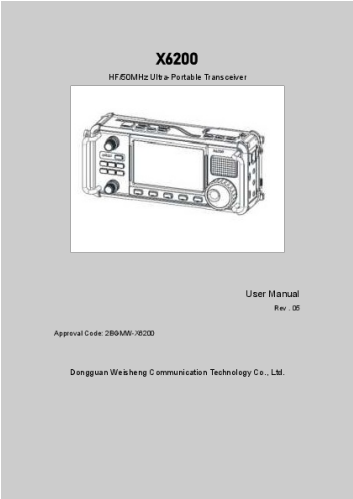 X6200
HF/50MHz Ultra-Portable Transceiver
User Manual
Rev . 05
Approval Code: 2BGMW-X6200
Dongguan Weisheng Communication Technology Co., Ltd.